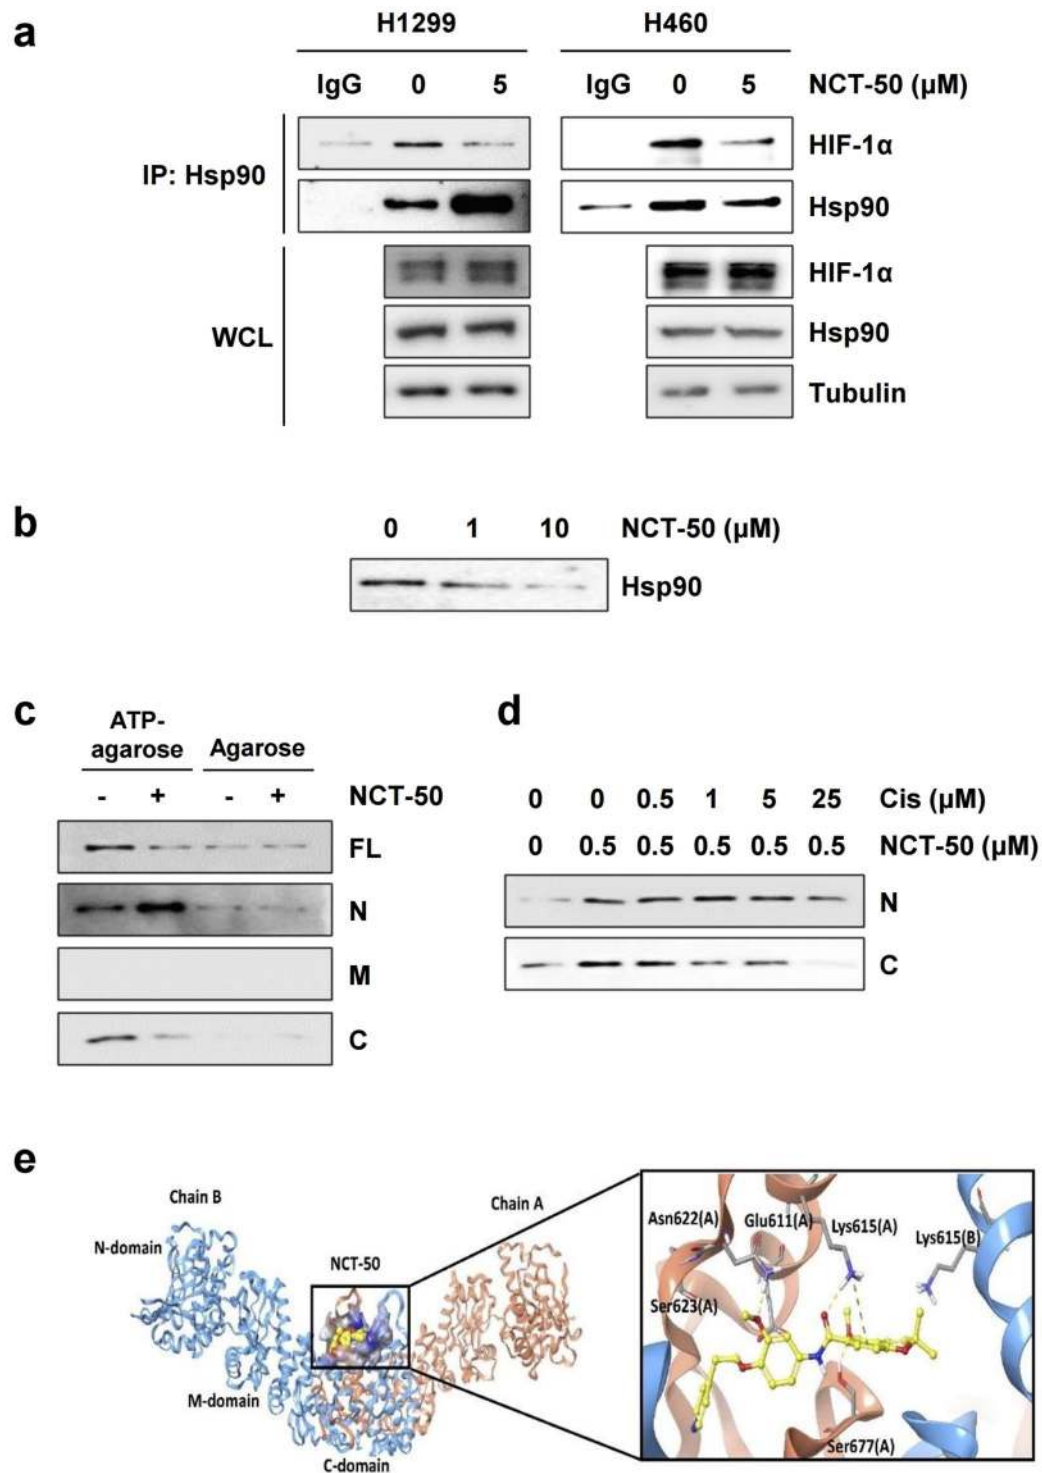 a
H1299 H460
IgG 0 5 IgG 0 5 NCT-50 (μM)
IP: Hsp90
HIF-1α
Hsp90
WCL
HIF-1α
Hsp90
Tubulin
b
0 1 10 NCT-50 (μM)
Hsp90
c
ATP-
agarose Agarose
- + - + NCT-50
FL
N
M
C
d
0 0 0.5 1 5 25 Cis (μM)
0 0.5 0.5 0.5 0.5 0.5 NCT-50 (μM)
N
C
e
Chain B
Chain A
N-domain
NCT-50
M-domain
C-domain
Asn622(A)
Glu611(A)
Lys615(A)
Lys615(B)
Ser623(A)
Ser677(A)